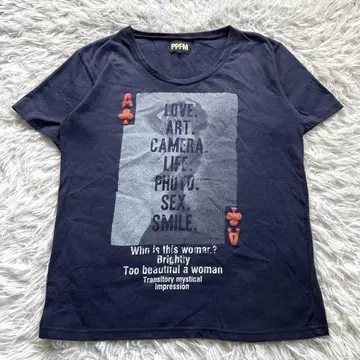 PPFM
A
LOVE.
ART.
CAMERA.
LIFE.
PHOTO.
SEX.
SMILE.
A
Who is this woman.?
Brightly
Too beautiful a woman
Transitory mystical
impression